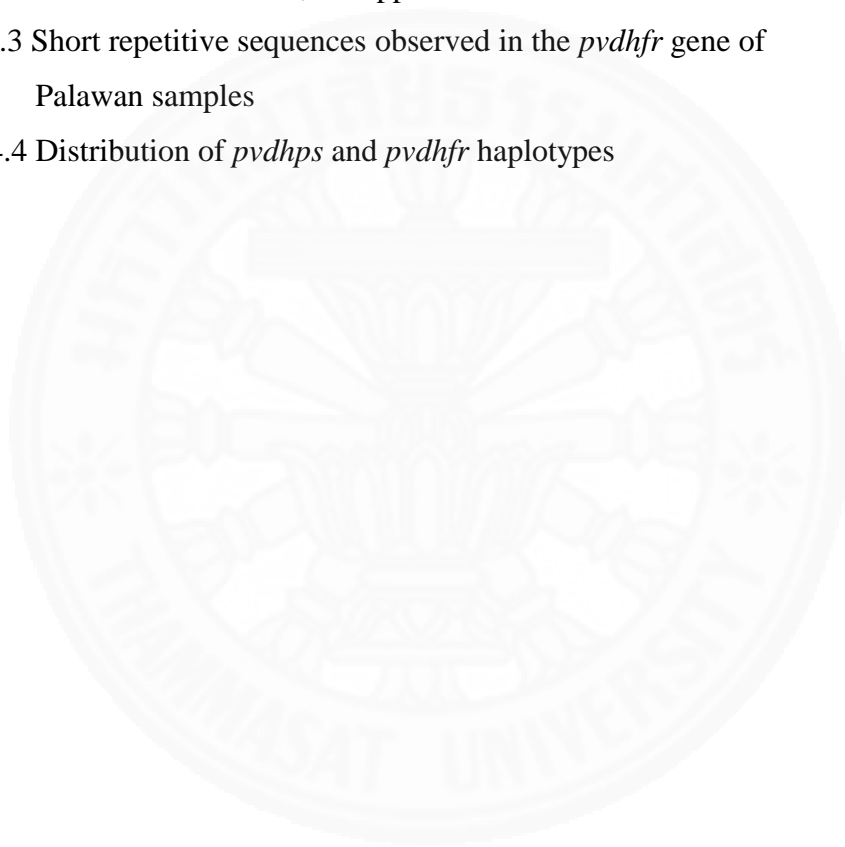 .3 Short repetitive sequences observed in the pvdhfr gene of
Palawan samples
.4 Distribution of pvdhps and pvdhfr haplotypes
THAMMASAT UNIVERSITY